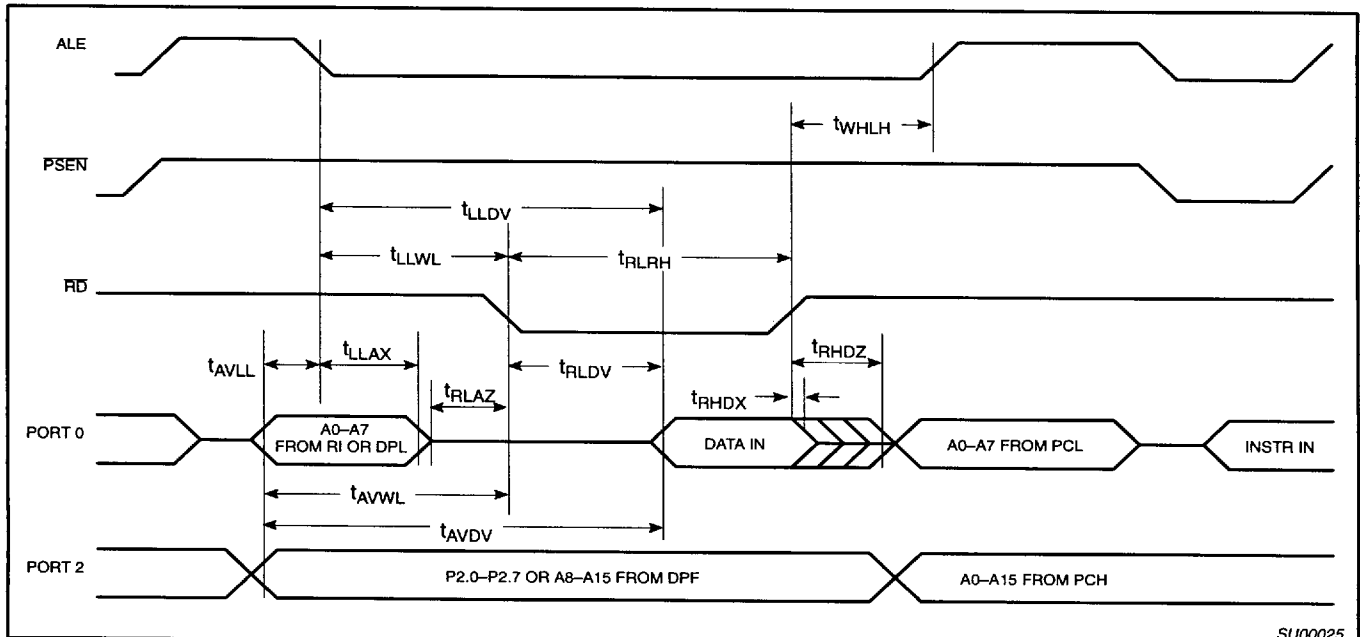 ALE
tWHLH
PSEN
tLLDV
tLLWL
tRLRH
RD
tAVLL
tLLAX
tRLAZ
tRLDV
tRHDZ
tRHDX
PORT 0
A0–A7
FROM RI OR DPL
DATA IN
A0–A7 FROM PCL
INSTR IN
tAVWL
tAVDV
PORT 2
P2.0–P2.7 OR A8–A15 FROM DPF
A0–A15 FROM PCH
SU00025